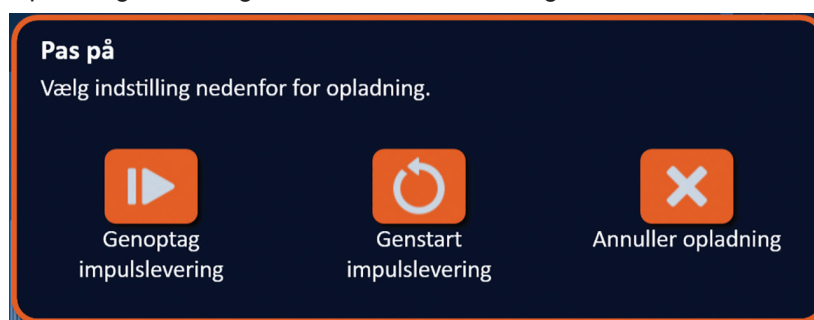 Pas på
Vælg indstilling nedenfor for opladning.
Genoptag
impulslevering
Genstart
impulslevering
Annuller opladning